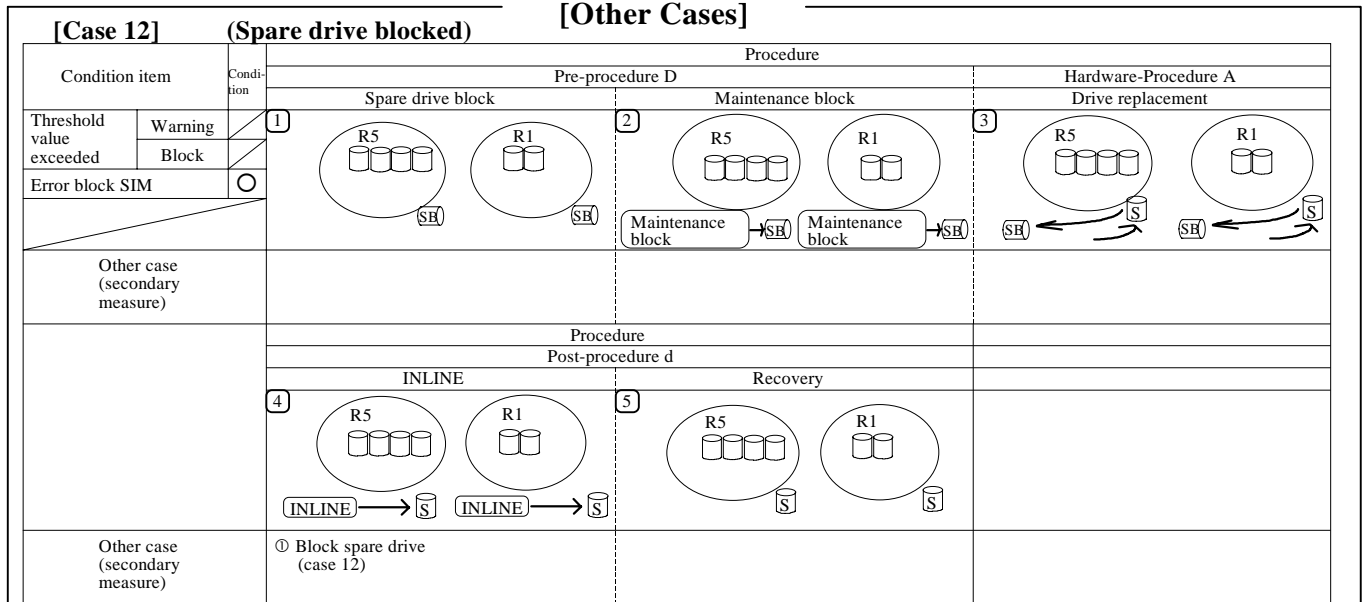 [Other Cases]
[Case 12] (Spare drive blocked)
Condition item
Condi-
tion
Procedure
Pre-procedure D
Hardware-Procedure A
Spare drive block
Maintenance block
Drive replacement
Threshold
value
exceeded
Warning
Block
Error block SIM
○
1
R5
R1
SB
SB
2
R5
R1
Maintenance
block
SB
Maintenance
block
SB
3
R5
R1
S
SB
S
SB
Other case
(secondary
measure)
Procedure
Post-procedure d
INLINE
Recovery
4
R5
R1
INLINE
S
INLINE
S
5
R5
R1
S
S
Other case
(secondary
measure)
① Block spare drive
(case 12)